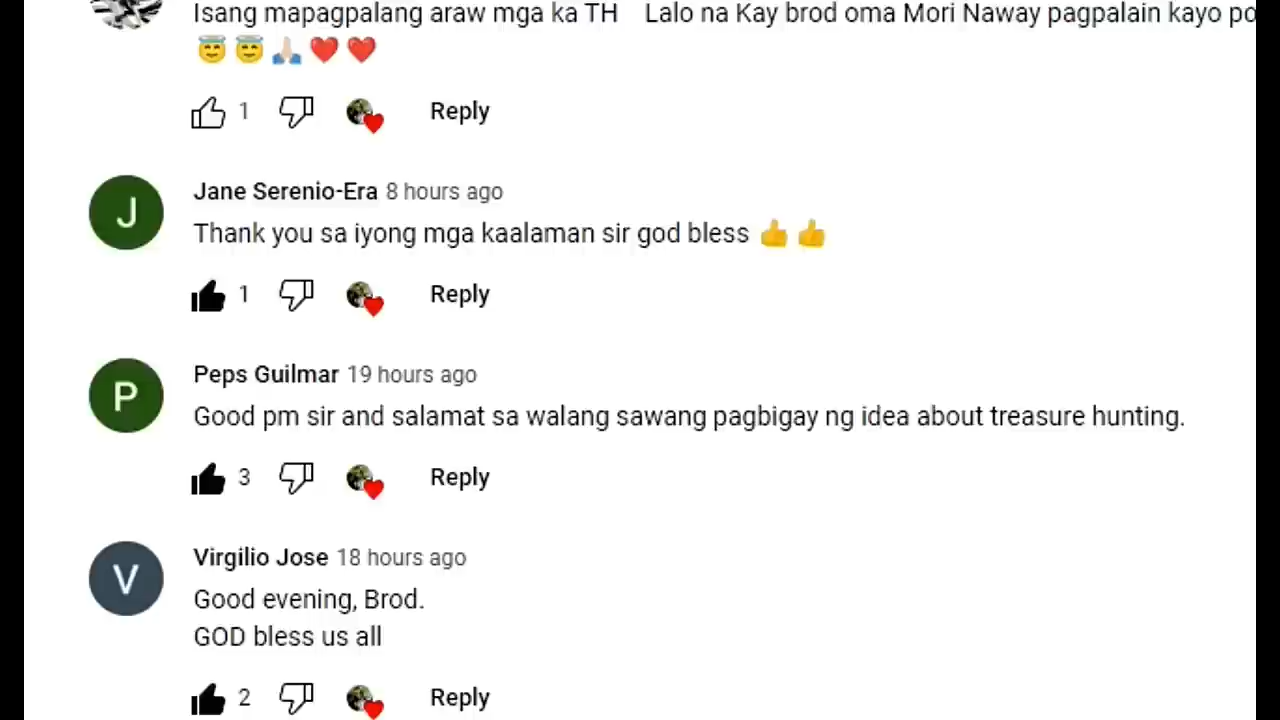 Isang mapagpalang araw mga ka TH Lalo na Kay brod oma Mori Naway pagpalain kayo po
😇 😇 🙏🏻 ❤️ ❤️
1 Reply
J
Jane Serenio-Era 8 hours ago
Thank you sa iyong mga kaalaman sir god bless 👍 👍
1 Reply
P
Peps Guilmar 19 hours ago
Good pm sir and salamat sa walang sawang pagbigay ng idea about treasure hunting.
3 Reply
V
Virgilio Jose 18 hours ago
Good evening, Brod.
GOD bless us all
2 Reply